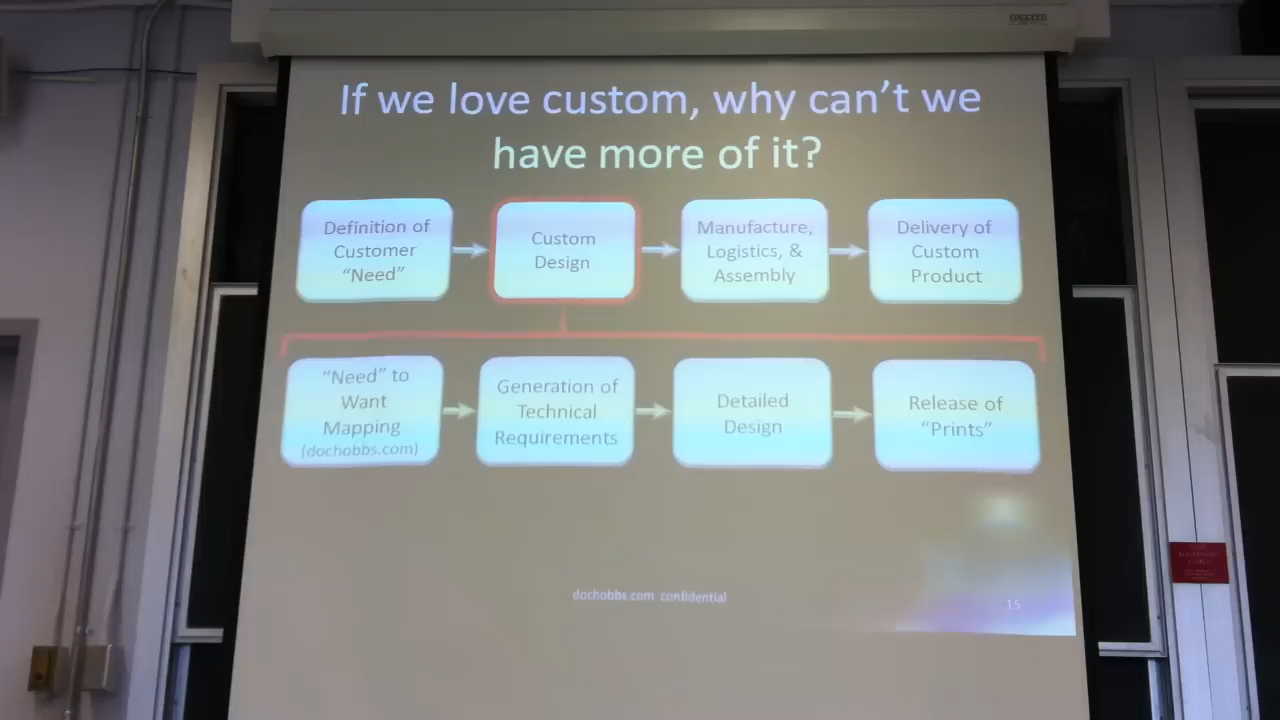 If we love custom, why can't we
have more of it?
Definition of
Customer
"Need"
Custom
Design
Manufacture,
Logistics, &
Assembly
Delivery of
Custom
Product
"Need" to
Want
Mapping
(dochobbs.com)
Generation of
Technical
Requirements
Detailed
Design
Release of
"Prints"
dochobbs.com confidential
15